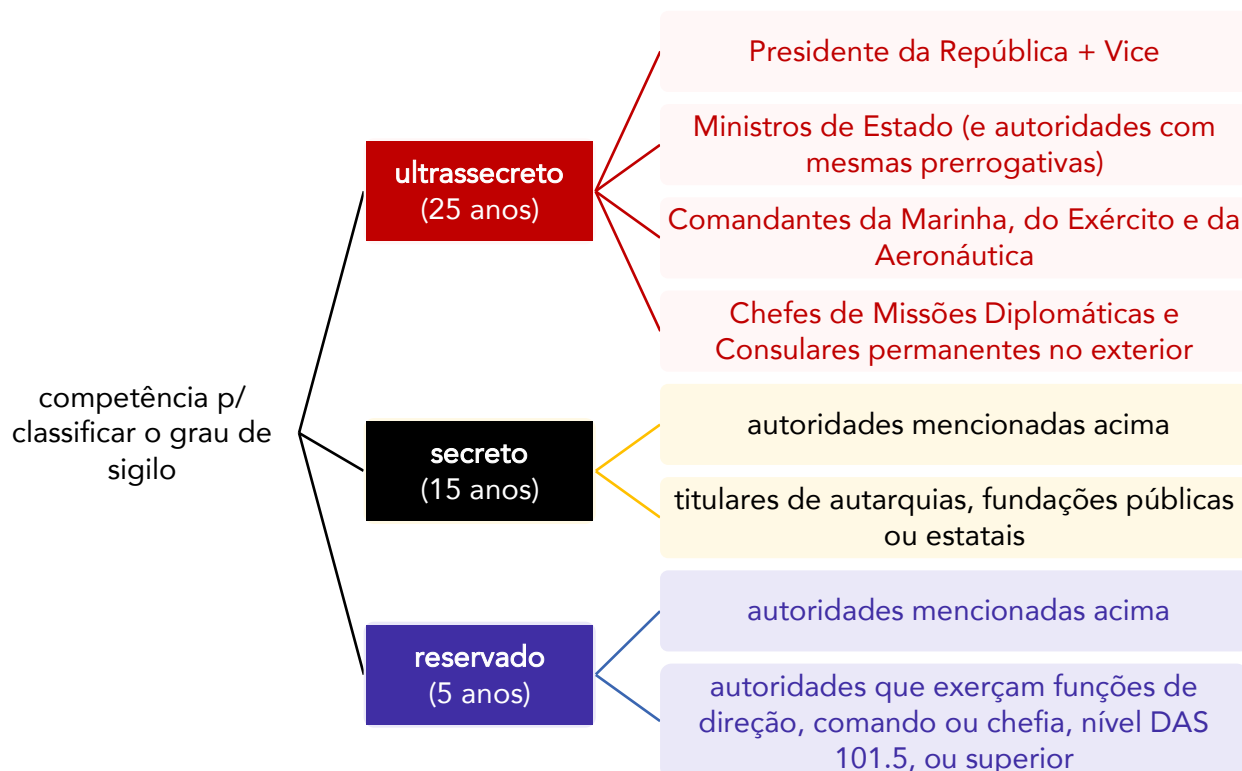 competência p/
classificar o grau de
sigilo
ultrassecreto
(25 anos)
Presidente da República + Vice
Ministros de Estado (e autoridades com
mesmas prerrogativas)
Comandantes da Marinha, do Exército e da
Aeronáutica
Chefes de Missões Diplomáticas e
Consulares permanentes no exterior
secreto
(15 anos)
autoridades mencionadas acima
titulares de autarquias, fundações públicas
ou estatais
reservado
(5 anos)
autoridades mencionadas acima
autoridades que exerçam funções de
direção, comando ou chefia, nível DAS
101.5, ou superior